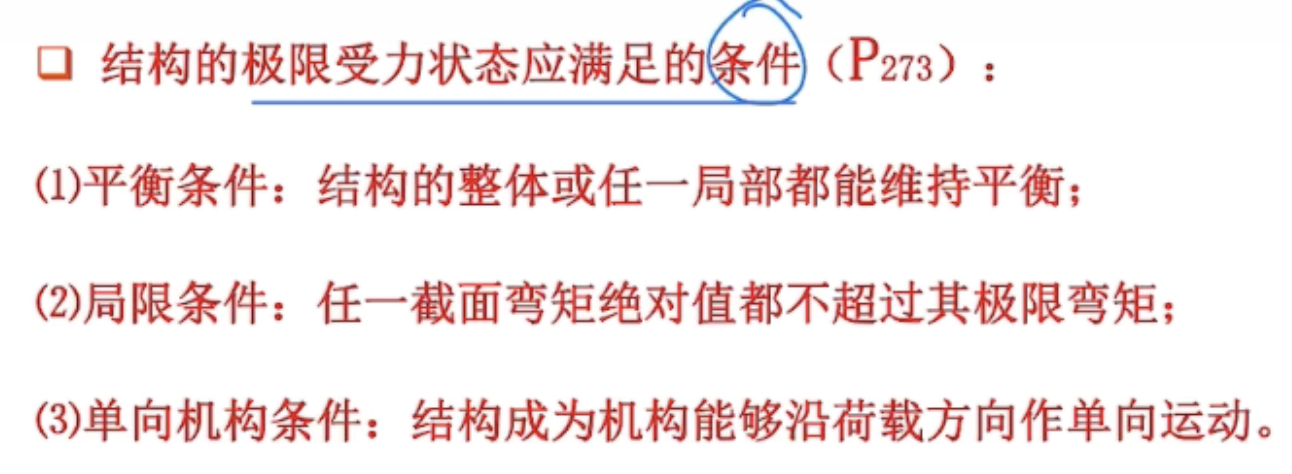 ❑ 结构的极限受力状态应满足的条件（P273）：
(1)平衡条件：结构的整体或任一局部都能维持平衡；
(2)局限条件：任一截面弯矩绝对值都不超过其极限弯矩；
(3)单向机构条件：结构成为机构能够沿荷载方向作单向运动。